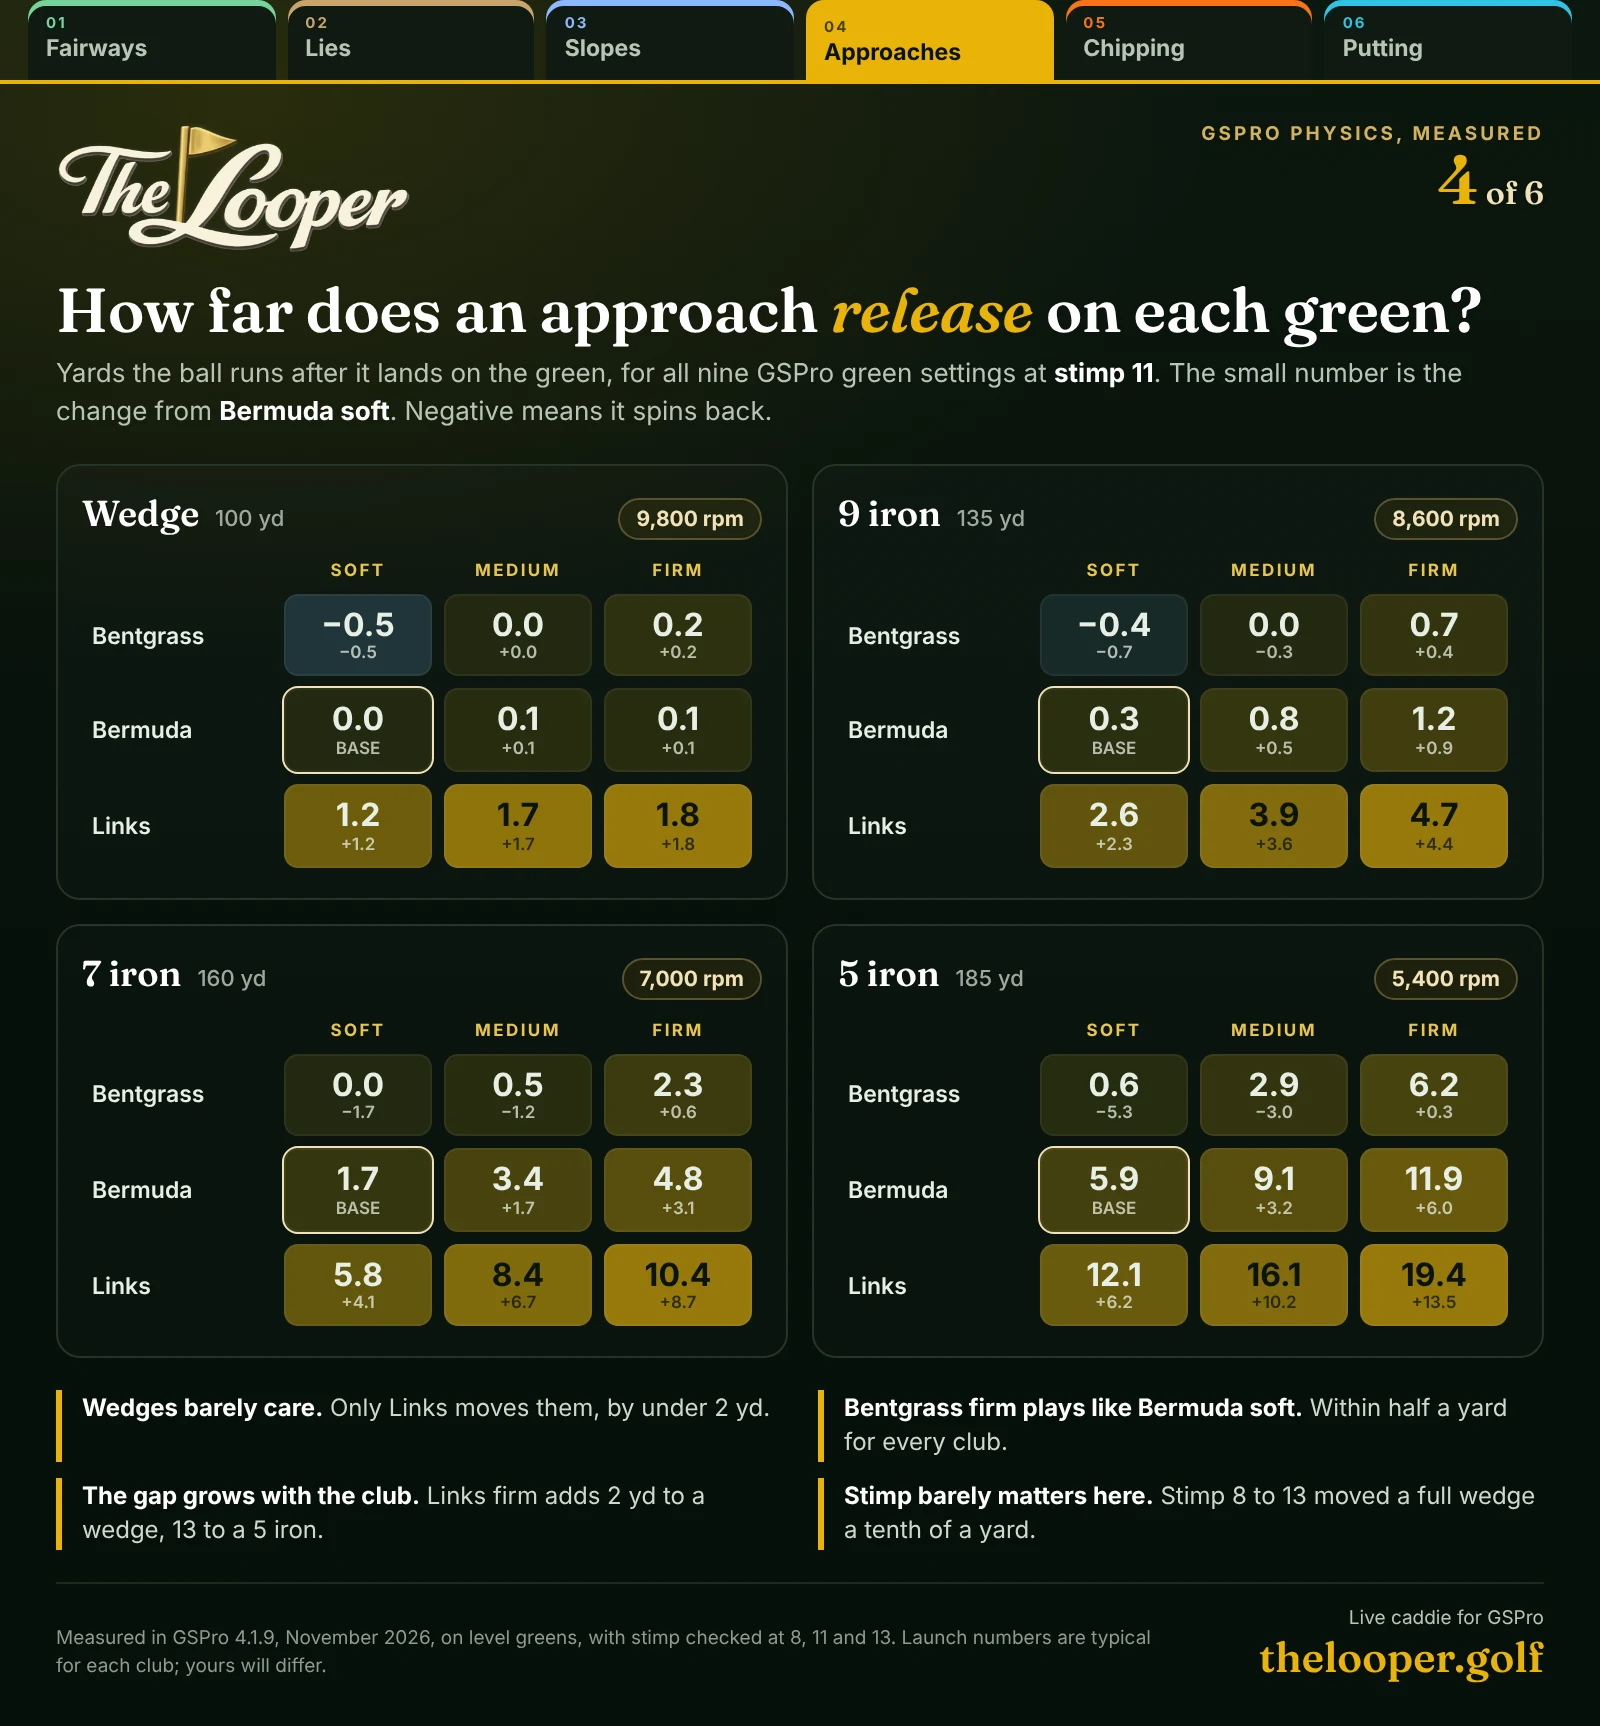 01
Fairways
02
Lies
03
Slopes
04
Approaches
05
Chipping
06
Putting
The Looper
GSPRO PHYSICS, MEASURED
4 of 6
How far does an approach release on each green?
Yards the ball runs after it lands on the green, for all nine GSPro green settings at stimp 11. The small number is the
change from Bermuda soft. Negative means it spins back.
Wedge 100 yd 9,800 rpm
SOFT MEDIUM FIRM
Bentgrass −0.5 0.0 0.2
−0.5 +0.0 +0.2
Bermuda 0.0 0.1 0.1
BASE +0.1 +0.1
Links 1.2 1.7 1.8
+1.2 +1.7 +1.8
9 iron 135 yd 8,600 rpm
SOFT MEDIUM FIRM
Bentgrass −0.4 0.0 0.7
−0.7 −0.3 +0.4
Bermuda 0.3 0.8 1.2
BASE +0.5 +0.9
Links 2.6 3.9 4.7
+2.3 +3.6 +4.4
7 iron 160 yd 7,000 rpm
SOFT MEDIUM FIRM
Bentgrass 0.0 0.5 2.3
−1.7 −1.2 +0.6
Bermuda 1.7 3.4 4.8
BASE +1.7 +3.1
Links 5.8 8.4 10.4
+4.1 +6.7 +8.7
5 iron 185 yd 5,400 rpm
SOFT MEDIUM FIRM
Bentgrass 0.6 2.9 6.2
−5.3 −3.0 +0.3
Bermuda 5.9 9.1 11.9
BASE +3.2 +6.0
Links 12.1 16.1 19.4
+6.2 +10.2 +13.5
Wedges barely care. Only Links moves them, by under 2 yd.
Bentgrass firm plays like Bermuda soft. Within half a yard
for every club.
The gap grows with the club. Links firm adds 2 yd to a
wedge, 13 to a 5 iron.
Stimp barely matters here. Stimp 8 to 13 moved a full wedge
a tenth of a yard.
Measured in GSPro 4.1.9, November 2026, on level greens, with stimp checked at 8, 11 and 13. Launch numbers are typical
for each club; yours will differ.
Live caddie for GSPro
thelooper.golf